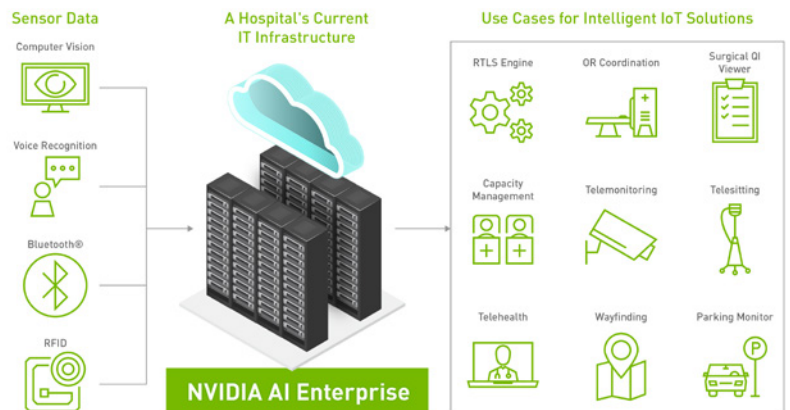 Sensor Data
Computer Vision
Voice Recognition
Bluetooth®
RFID
A Hospital's Current
IT Infrastructure
NVIDIA AI Enterprise
Use Cases for Intelligent IoT Solutions
RTLS Engine
OR Coordination
Surgical QI
Viewer
Capacity
Management
Telemonitoring
Telesitting
Telehealth
Wayfinding
Parking Monitor
P